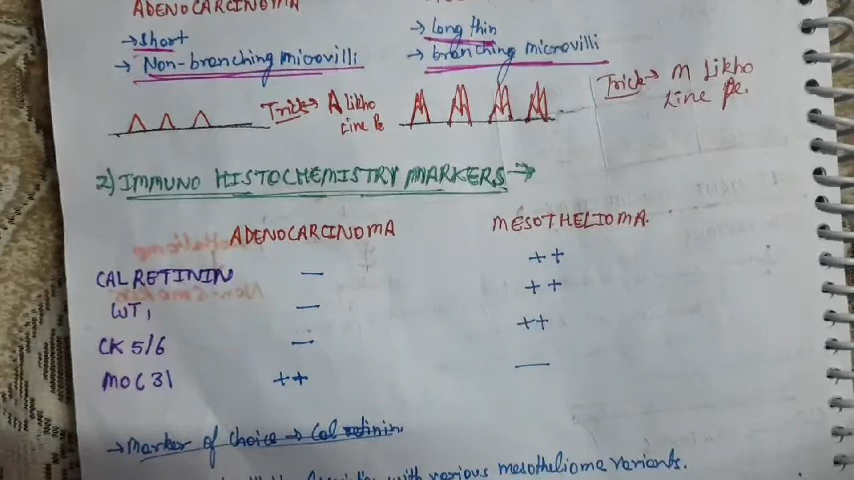 ADENOCARCINOMA
→short
→ Non-branching microvilli
→ long thin
→ branching microvilli
Trick→ A likho
Line Pe
Trick→ M Likho
Line Pe.
2) IMMUNO HISTOCHEMISTRY MARKERS→
ADENOCARCINOMA MESOTHELIOMA.
CALRETININ — ++
WT1 — ++
CK 5/6 — ++
MOC31 ++ —
→Marker of choice → Calretinin.
with various mesothelioma variants.